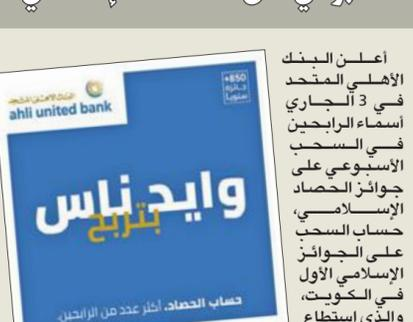 أعلن البنك
الأهلي المتحد
في 3 الجاري
أسماء الرابحين
في السحب
الأسبوعي على
جوائز الحصاد
الإسلامي،
حساب السحب
على الجوائز
الإسلامي الأول
في الكويت،
والذي استطاع
البنك الأهلي المتحد
ahli united bank
+850
جائزة
سنوياً
وايد ناس
بتربح
حساب الحصاد، أكثر عدد من الرابحين.